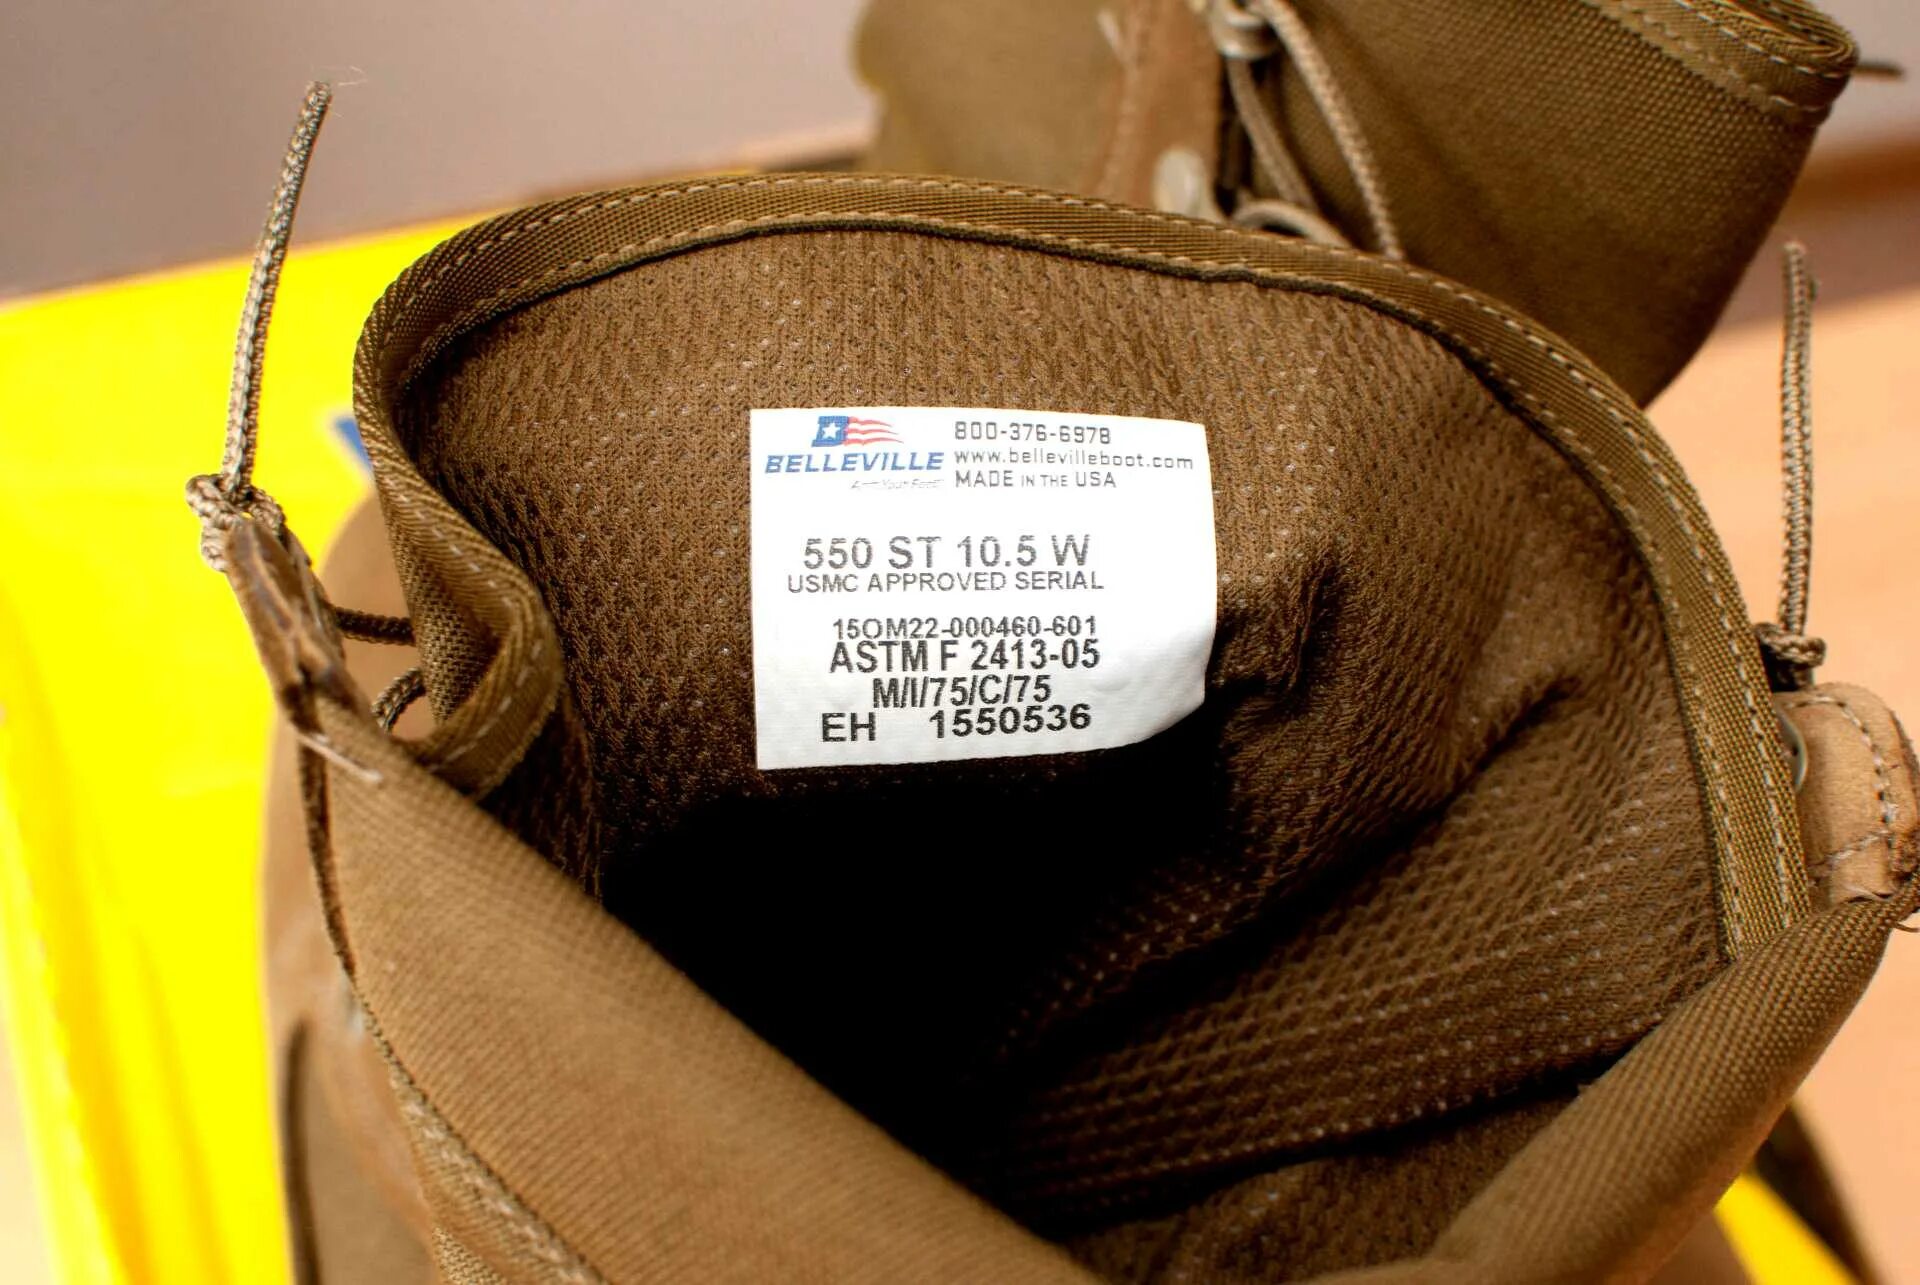 800-376-6978
BELLEVILLE www.bellevilleboot.com
MADE IN THE USA
550 ST 10.5 W
USMC APPROVED SERIAL
15OM22-000460-601
ASTM F 2413-05
M/I/75/C/75
EH 1550536